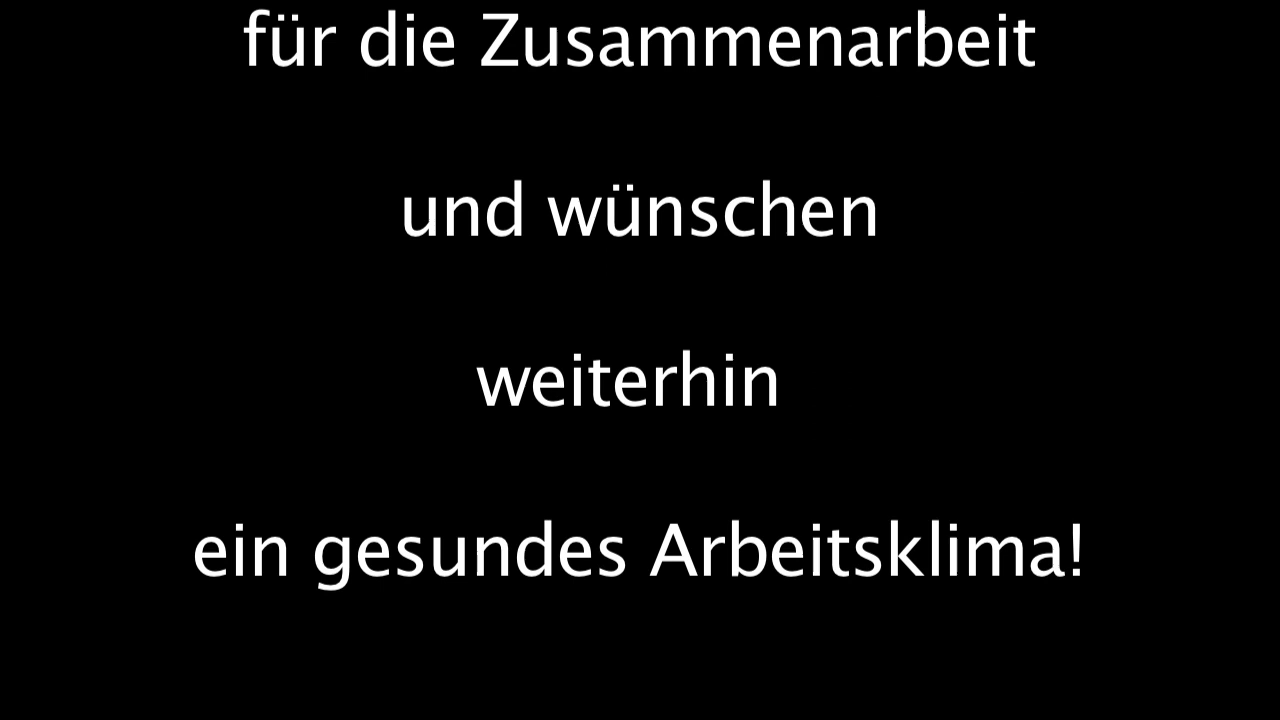 für die Zusammenarbeit
und wünschen
weiterhin
ein gesundes Arbeitsklima!